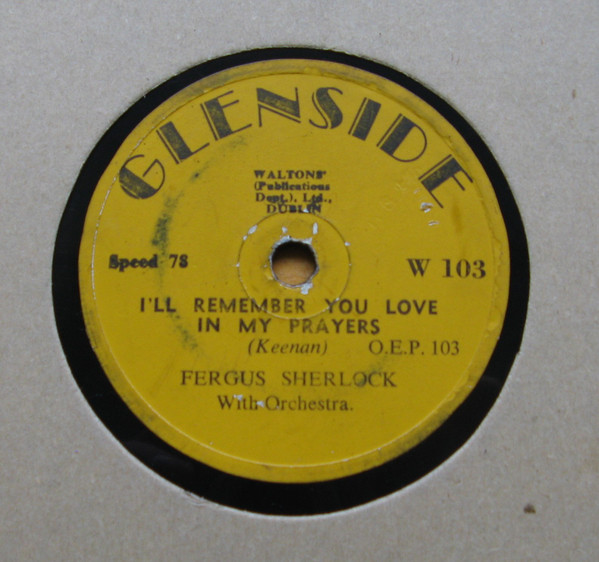 GLENSIDE
WALTONS'
(Publications
Dept.), Ltd.,
DUBLIN
Speed 78
W 103
I'LL REMEMBER YOU LOVE
IN MY PRAYERS
(Keenan) O.E.P. 103
FERGUS SHERLOCK
With Orchestra.